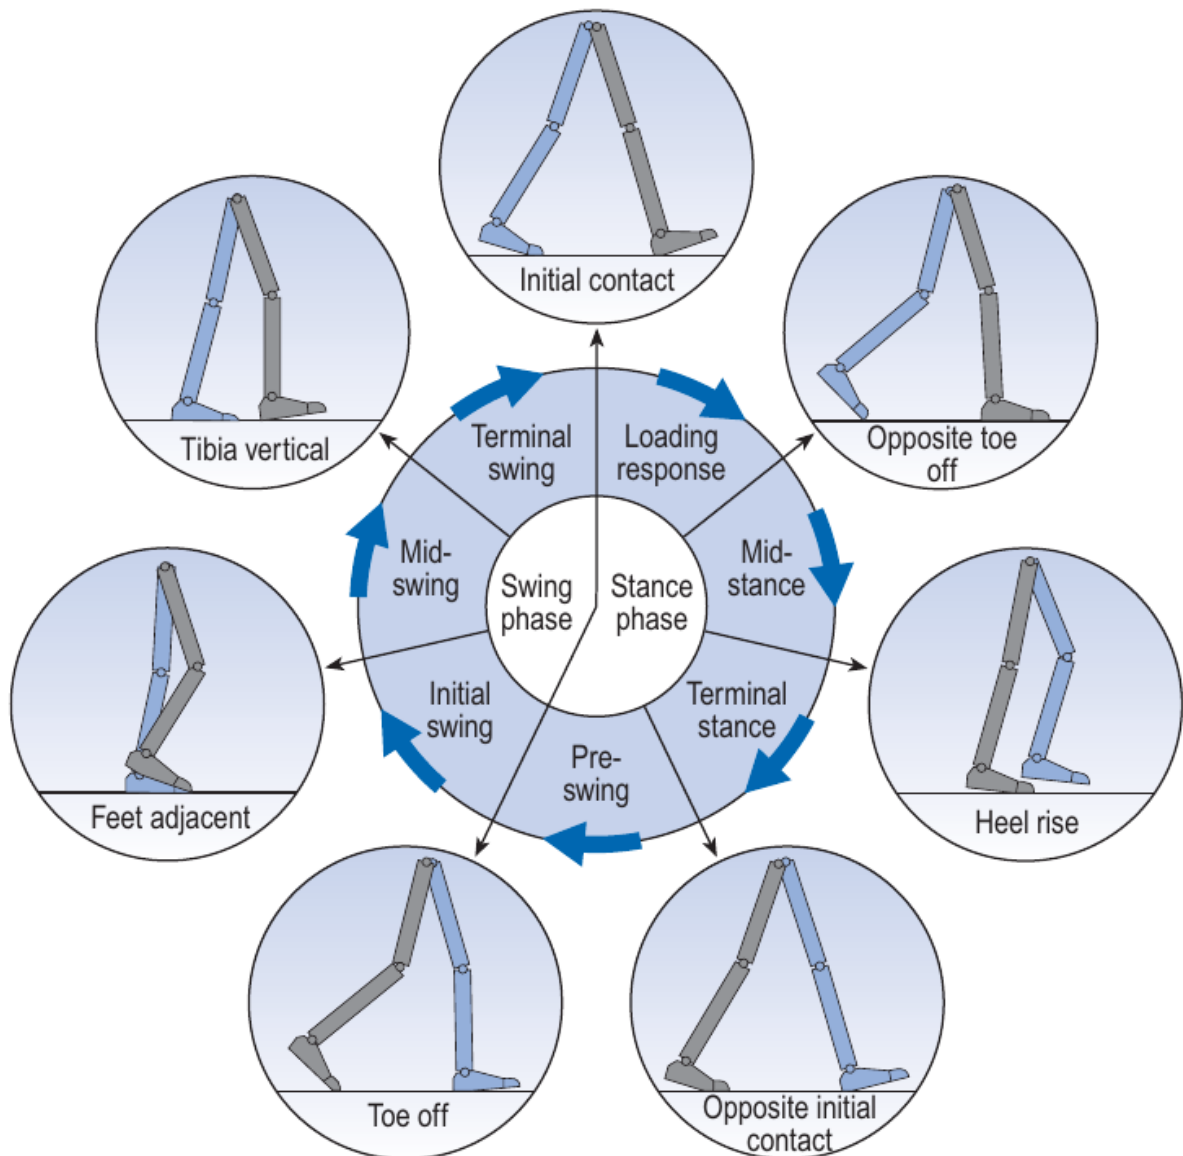 Initial contact
Opposite toe
off
Tibia vertical
Terminal
swing
Loading
response
Mid-
swing
Swing
phase
Stance
phase
Mid-
stance
Initial
swing
Terminal
stance
Pre-
swing
Feet adjacent
Heel rise
Toe off
Opposite initial
contact